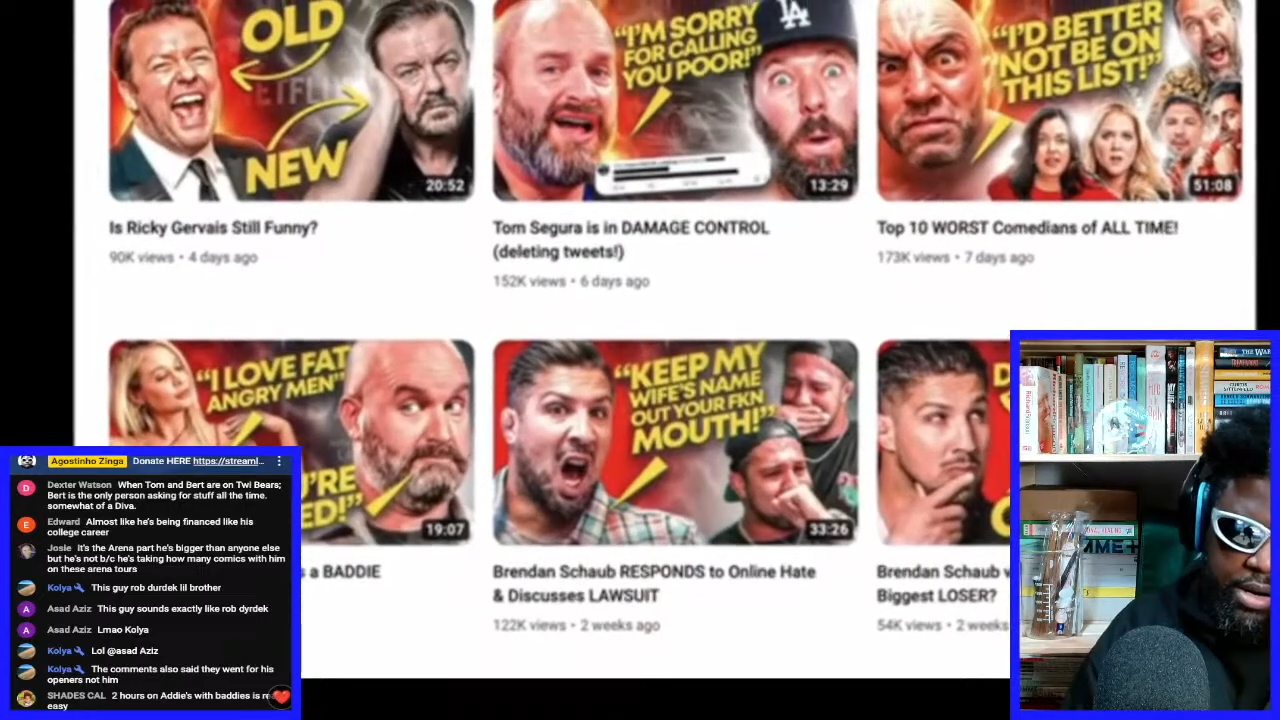 OLD
NEW
20:52
Is Ricky Gervais Still Funny?
90K views • 4 days ago
"I'M SORRY
FOR CALLING
YOU POOR!"
LA
13:29
Tom Segura is in DAMAGE CONTROL
(deleting tweets!)
152K views • 6 days ago
"I'D BETTER
NOT BE ON
THIS LIST!"
51:08
Top 10 WORST Comedians of ALL TIME!
173K views • 7 days ago
"I LOVE FAT
ANGRY MEN"
19:07
s a BADDIE
"KEEP MY
WIFE'S NAME
OUT YOUR FKN
MOUTH!"
33:26
Brendan Schaub RESPONDS to Online Hate
& Discusses LAWSUIT
122K views • 2 weeks ago
Brendan Schaub
Biggest LOSER?
54K views • 2 weeks
Agostinho Zinga Donate HERE https://streaml...
Dexter Watson When Tom and Bert are on Twi Bears;
Bert is the only person asking for stuff all the time.
somewhat of a Diva.
Edward Almost like he's being financed like his
college career
Josie it's the Arena part he's bigger than anyone else
but he's not b/c he's taking how many comics with him
on these arena tours
Kolya This guy rob durdek lil brother
Asad Aziz This guy sounds exactly like rob dyrdek
Asad Aziz Lmao Kolya
Kolya Lol @asad Aziz
Kolya The comments also said they went for his
openers not him
SHADES CAL 2 hours on Addie's with baddies is
easy